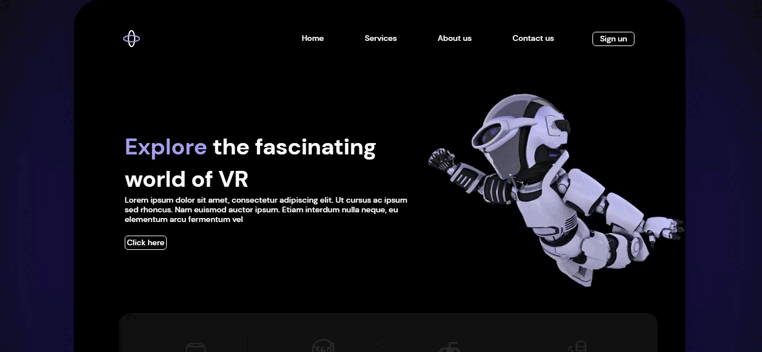 Home Services About us Contact us Sign un
Explore the fascinating
world of VR
Lorem ipsum dolor sit amet, consectetur adipiscing elit. Ut cursus ac ipsum
sed rhoncus. Nam euismod auctor ipsum. Etiam interdum nulla neque, eu
elementum arcu fermentum vel
Click here